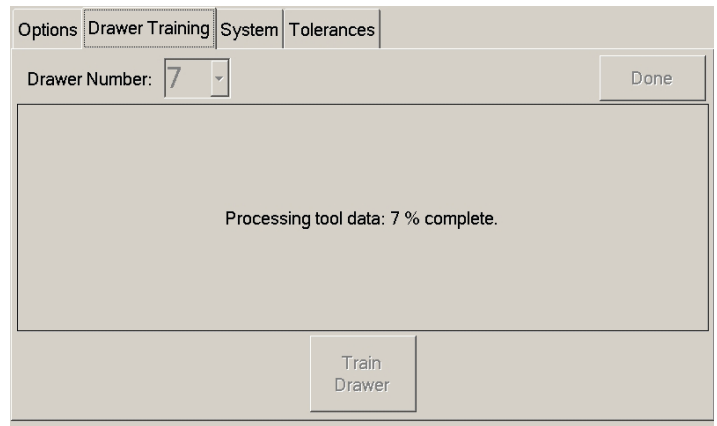 Options Drawer Training System Tolerances
Drawer Number: 7 Done
Processing tool data: 7 % complete.
Train
Drawer